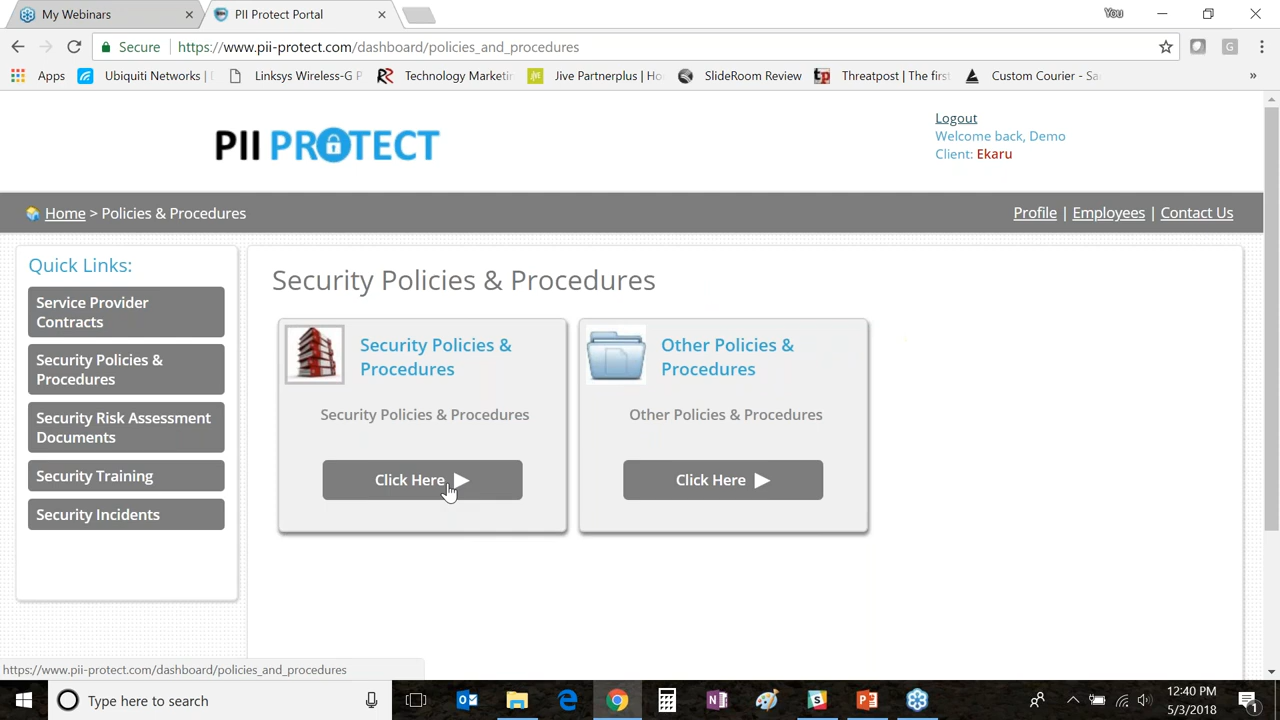 My Webinars
PII Protect Portal
You
Secure
https://www.pii-protect.com/dashboard/policies_and_procedures
Apps
Ubiquiti Networks |
Linksys Wireless-G P
Technology Marketin
Jive Partnerplus | Ho
SlideRoom Review
Threatpost | The first
Custom Courier - Sa
»
PII PROTECT
Logout
Welcome back, Demo
Client: Ekaru
Home > Policies & Procedures
Profile | Employees | Contact Us
Quick Links:
Service Provider
Contracts
Security Policies &
Procedures
Security Risk Assessment
Documents
Security Training
Security Incidents
Security Policies & Procedures
Security Policies &
Procedures
Security Policies & Procedures
Click Here
Other Policies &
Procedures
Other Policies & Procedures
Click Here
https://www.pii-protect.com/dashboard/policies_and_procedures
Type here to search
12:40 PM
5/3/2018
1